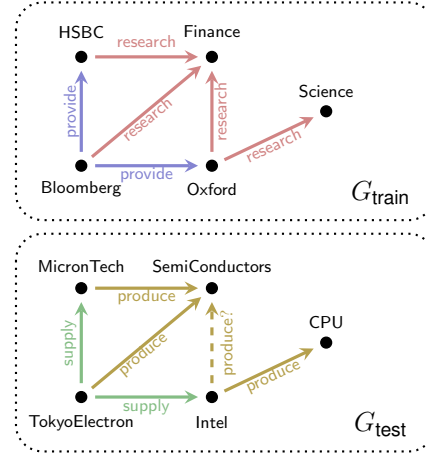 HSBC Finance
research
Science
provide
research
research
research
Bloomberg Oxford
provide
G_train
MicronTech SemiConductors
produce
CPU
supply
produce
produce?
produce
TokyoElectron Intel
supply
G_test